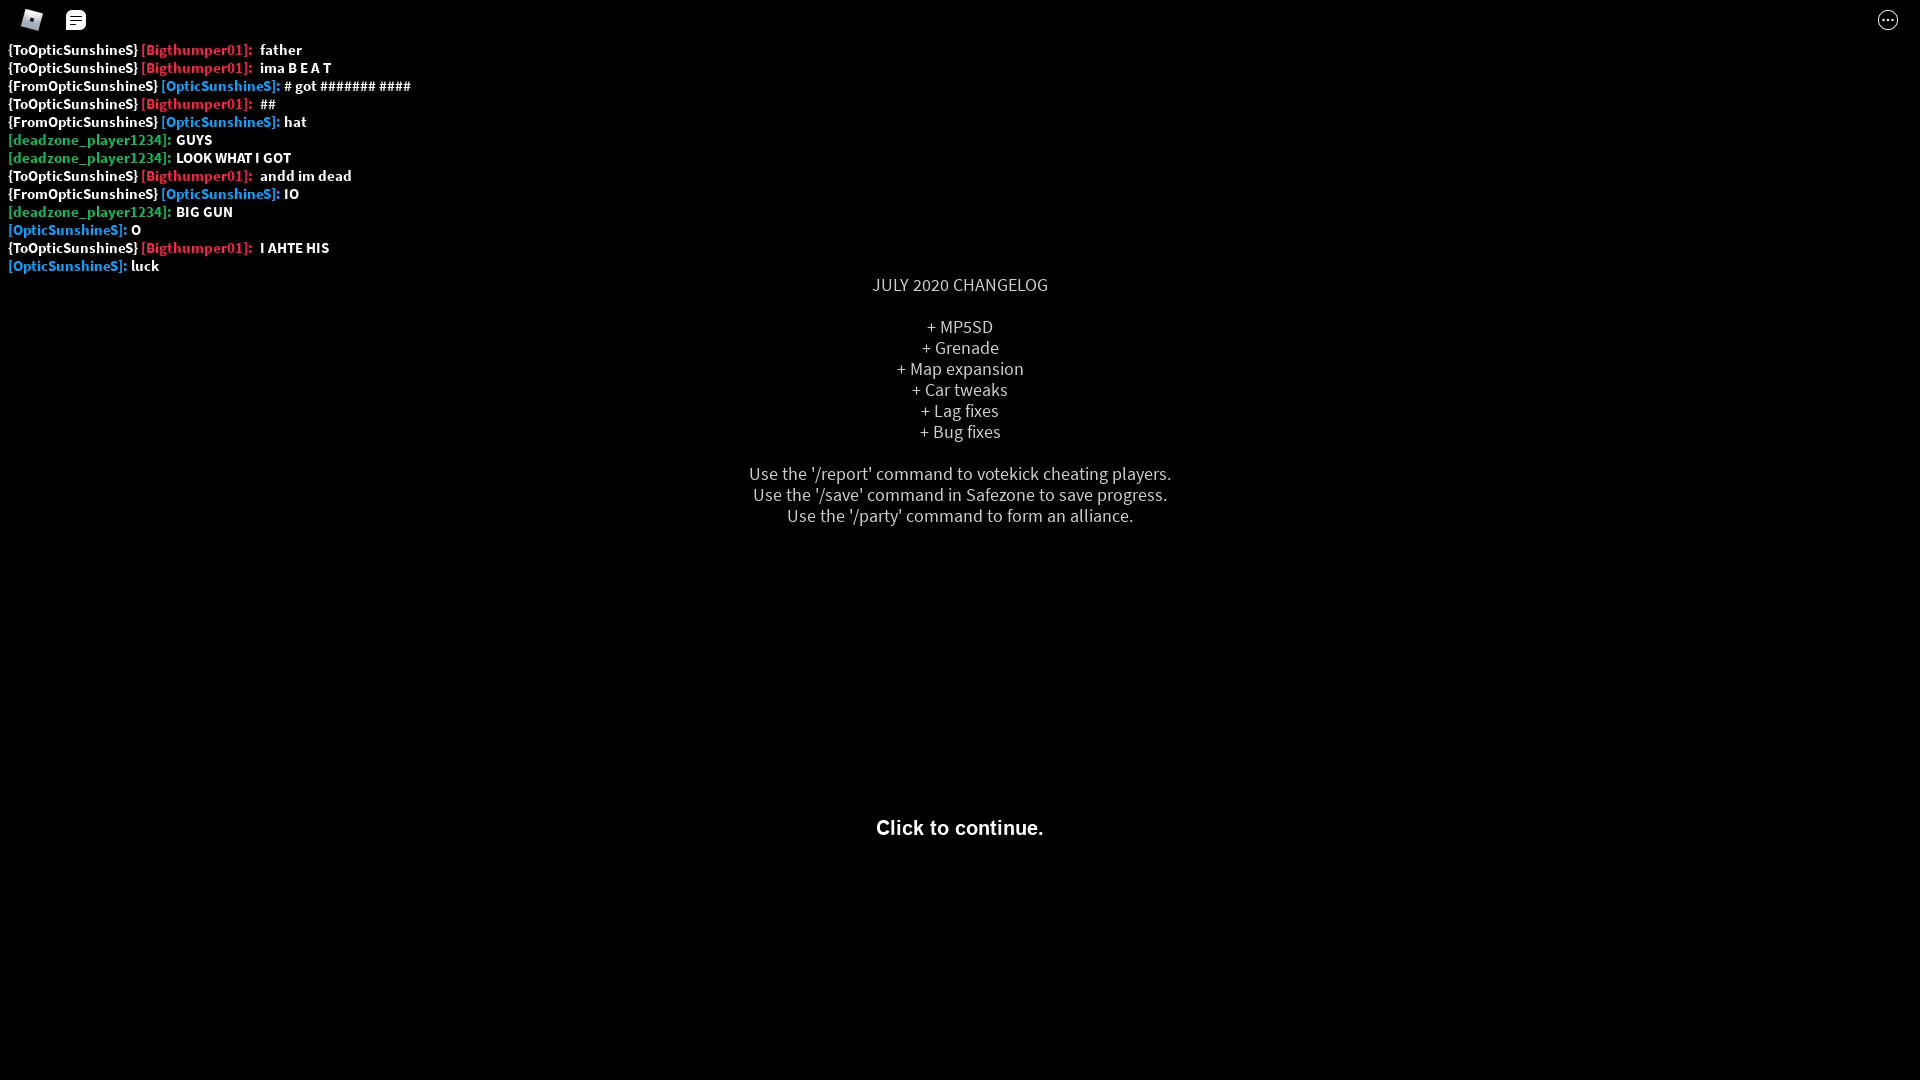 {ToOpticSunshineS} [Bigthumper01]: father
{ToOpticSunshineS} [Bigthumper01]: ima B E A T
{FromOpticSunshineS} [OpticSunshineS]: # got ####### ####
{ToOpticSunshineS} [Bigthumper01]: ##
{FromOpticSunshineS} [OpticSunshineS]: hat
[deadzone_player1234]: GUYS
[deadzone_player1234]: LOOK WHAT I GOT
{ToOpticSunshineS} [Bigthumper01]: andd im dead
{FromOpticSunshineS} [OpticSunshineS]: IO
[deadzone_player1234]: BIG GUN
[OpticSunshineS]: O
{ToOpticSunshineS} [Bigthumper01]: I AHTE HIS
[OpticSunshineS]: luck
JULY 2020 CHANGELOG
+ MP5SD
+ Grenade
+ Map expansion
+ Car tweaks
+ Lag fixes
+ Bug fixes
Use the '/report' command to votekick cheating players.
Use the '/save' command in Safezone to save progress.
Use the '/party' command to form an alliance.
Click to continue.